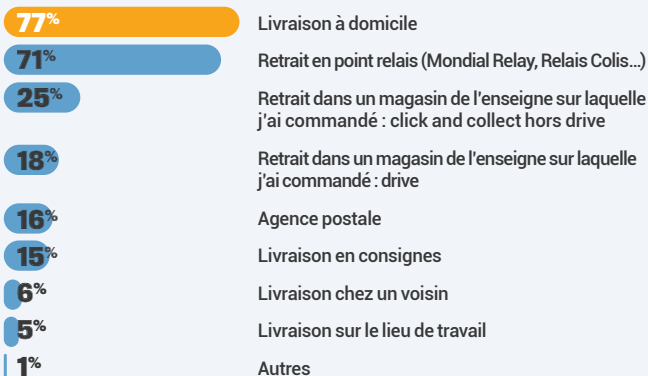 77% Livraison à domicile
71% Retrait en point relais (Mondial Relay, Relais Colis...)
25% Retrait dans un magasin de l'enseigne sur laquelle
j'ai commandé : click and collect hors drive
18% Retrait dans un magasin de l'enseigne sur laquelle
j'ai commandé : drive
16% Agence postale
15% Livraison en consignes
6% Livraison chez un voisin
5% Livraison sur le lieu de travail
1% Autres